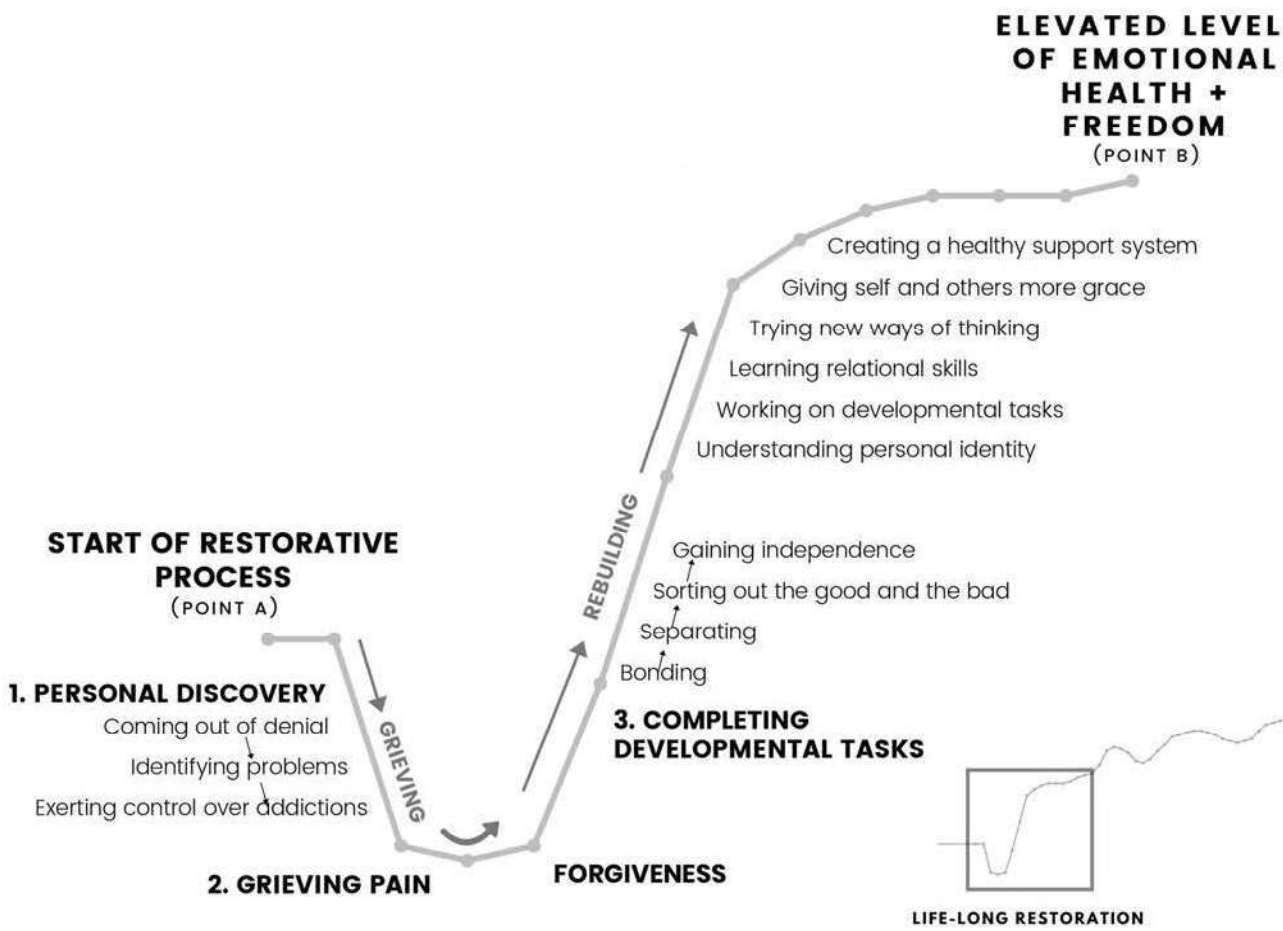 ELEVATED LEVEL
OF EMOTIONAL
HEALTH +
FREEDOM
(POINT B)
Creating a healthy support system
Giving self and others more grace
Trying new ways of thinking
Learning relational skills
Working on developmental tasks
Understanding personal identity
REBUILDING
Gaining independence
Sorting out the good and the bad
Separating
Bonding
3. COMPLETING
DEVELOPMENTAL TASKS
START OF RESTORATIVE
PROCESS
(POINT A)
1. PERSONAL DISCOVERY
Coming out of denial
Identifying problems
Exerting control over addictions
GRIEVING
2. GRIEVING PAIN
FORGIVENESS
LIFE-LONG RESTORATION